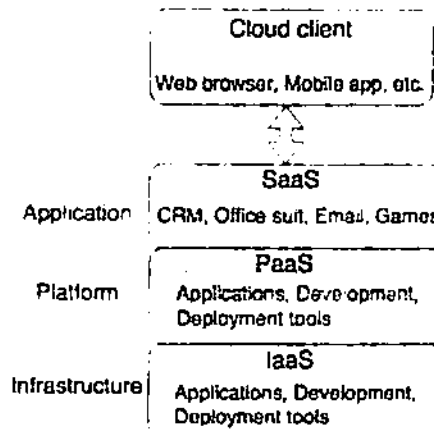 Cloud client
Web browser, Mobile app, etc.
SaaS
Application
CRM, Office suit, Email, Games
PaaS
Platform
Applications, Development,
Deployment tools
IaaS
Infrastructure
Applications, Development,
Deployment tools